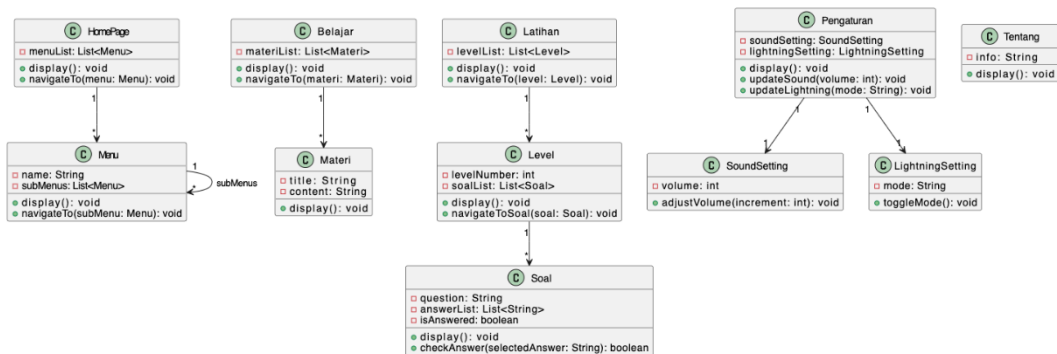 C HomePage
menuList: List<Menu>
display(): void
navigateTo(menu: Menu): void
1
*
C Menu
name: String
subMenus: List<Menu>
display(): void
navigateTo(subMenu: Menu): void
1
*
subMenus
C Belajar
materiList: List<Materi>
display(): void
navigateTo(materi: Materi): void
1
*
C Materi
title: String
content: String
display(): void
C Latihan
levelList: List<Level>
display(): void
navigateTo(level: Level): void
1
*
C Level
levelNumber: int
soalList: List<Soal>
display(): void
navigateToSoal(soal: Soal): void
1
*
C Soal
question: String
answerList: List<String>
isAnswered: boolean
display(): void
checkAnswer(selectedAnswer: String): boolean
C Pengaturan
soundSetting: SoundSetting
lightningSetting: LightningSetting
display(): void
updateSound(volume: int): void
updateLightning(mode: String): void
1
1
1
1
C SoundSetting
volume: int
adjustVolume(increment: int): void
C LightningSetting
mode: String
toggleMode(): void
C Tentang
info: String
display(): void